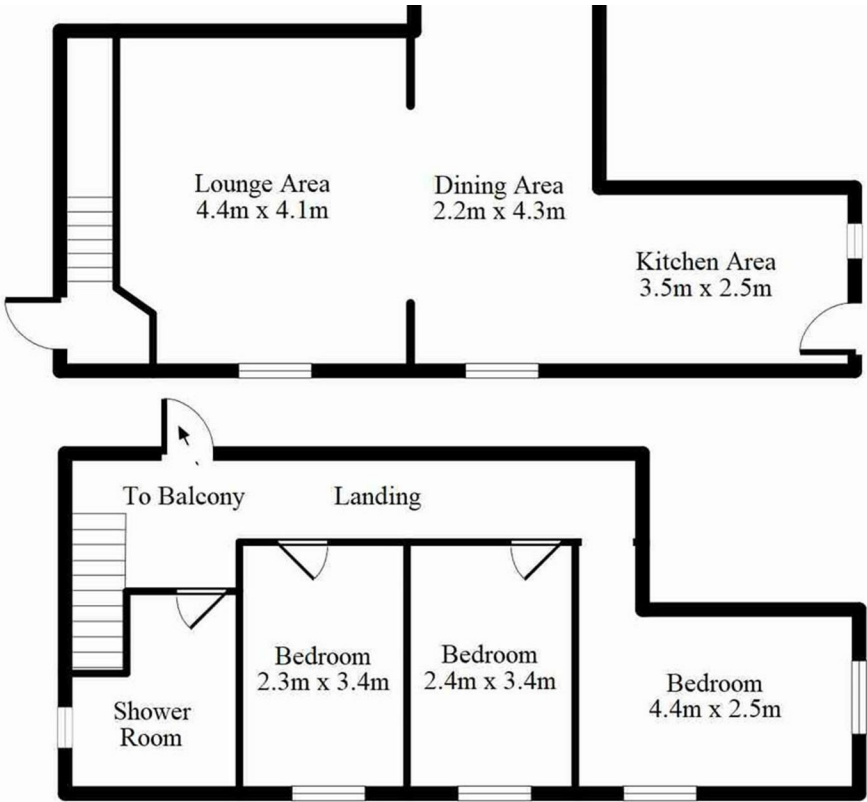 Lounge Area
4.4m x 4.1m
Dining Area
2.2m x 4.3m
Kitchen Area
3.5m x 2.5m
To Balcony
Landing
Bedroom
2.3m x 3.4m
Bedroom
2.4m x 3.4m
Bedroom
4.4m x 2.5m
Shower
Room